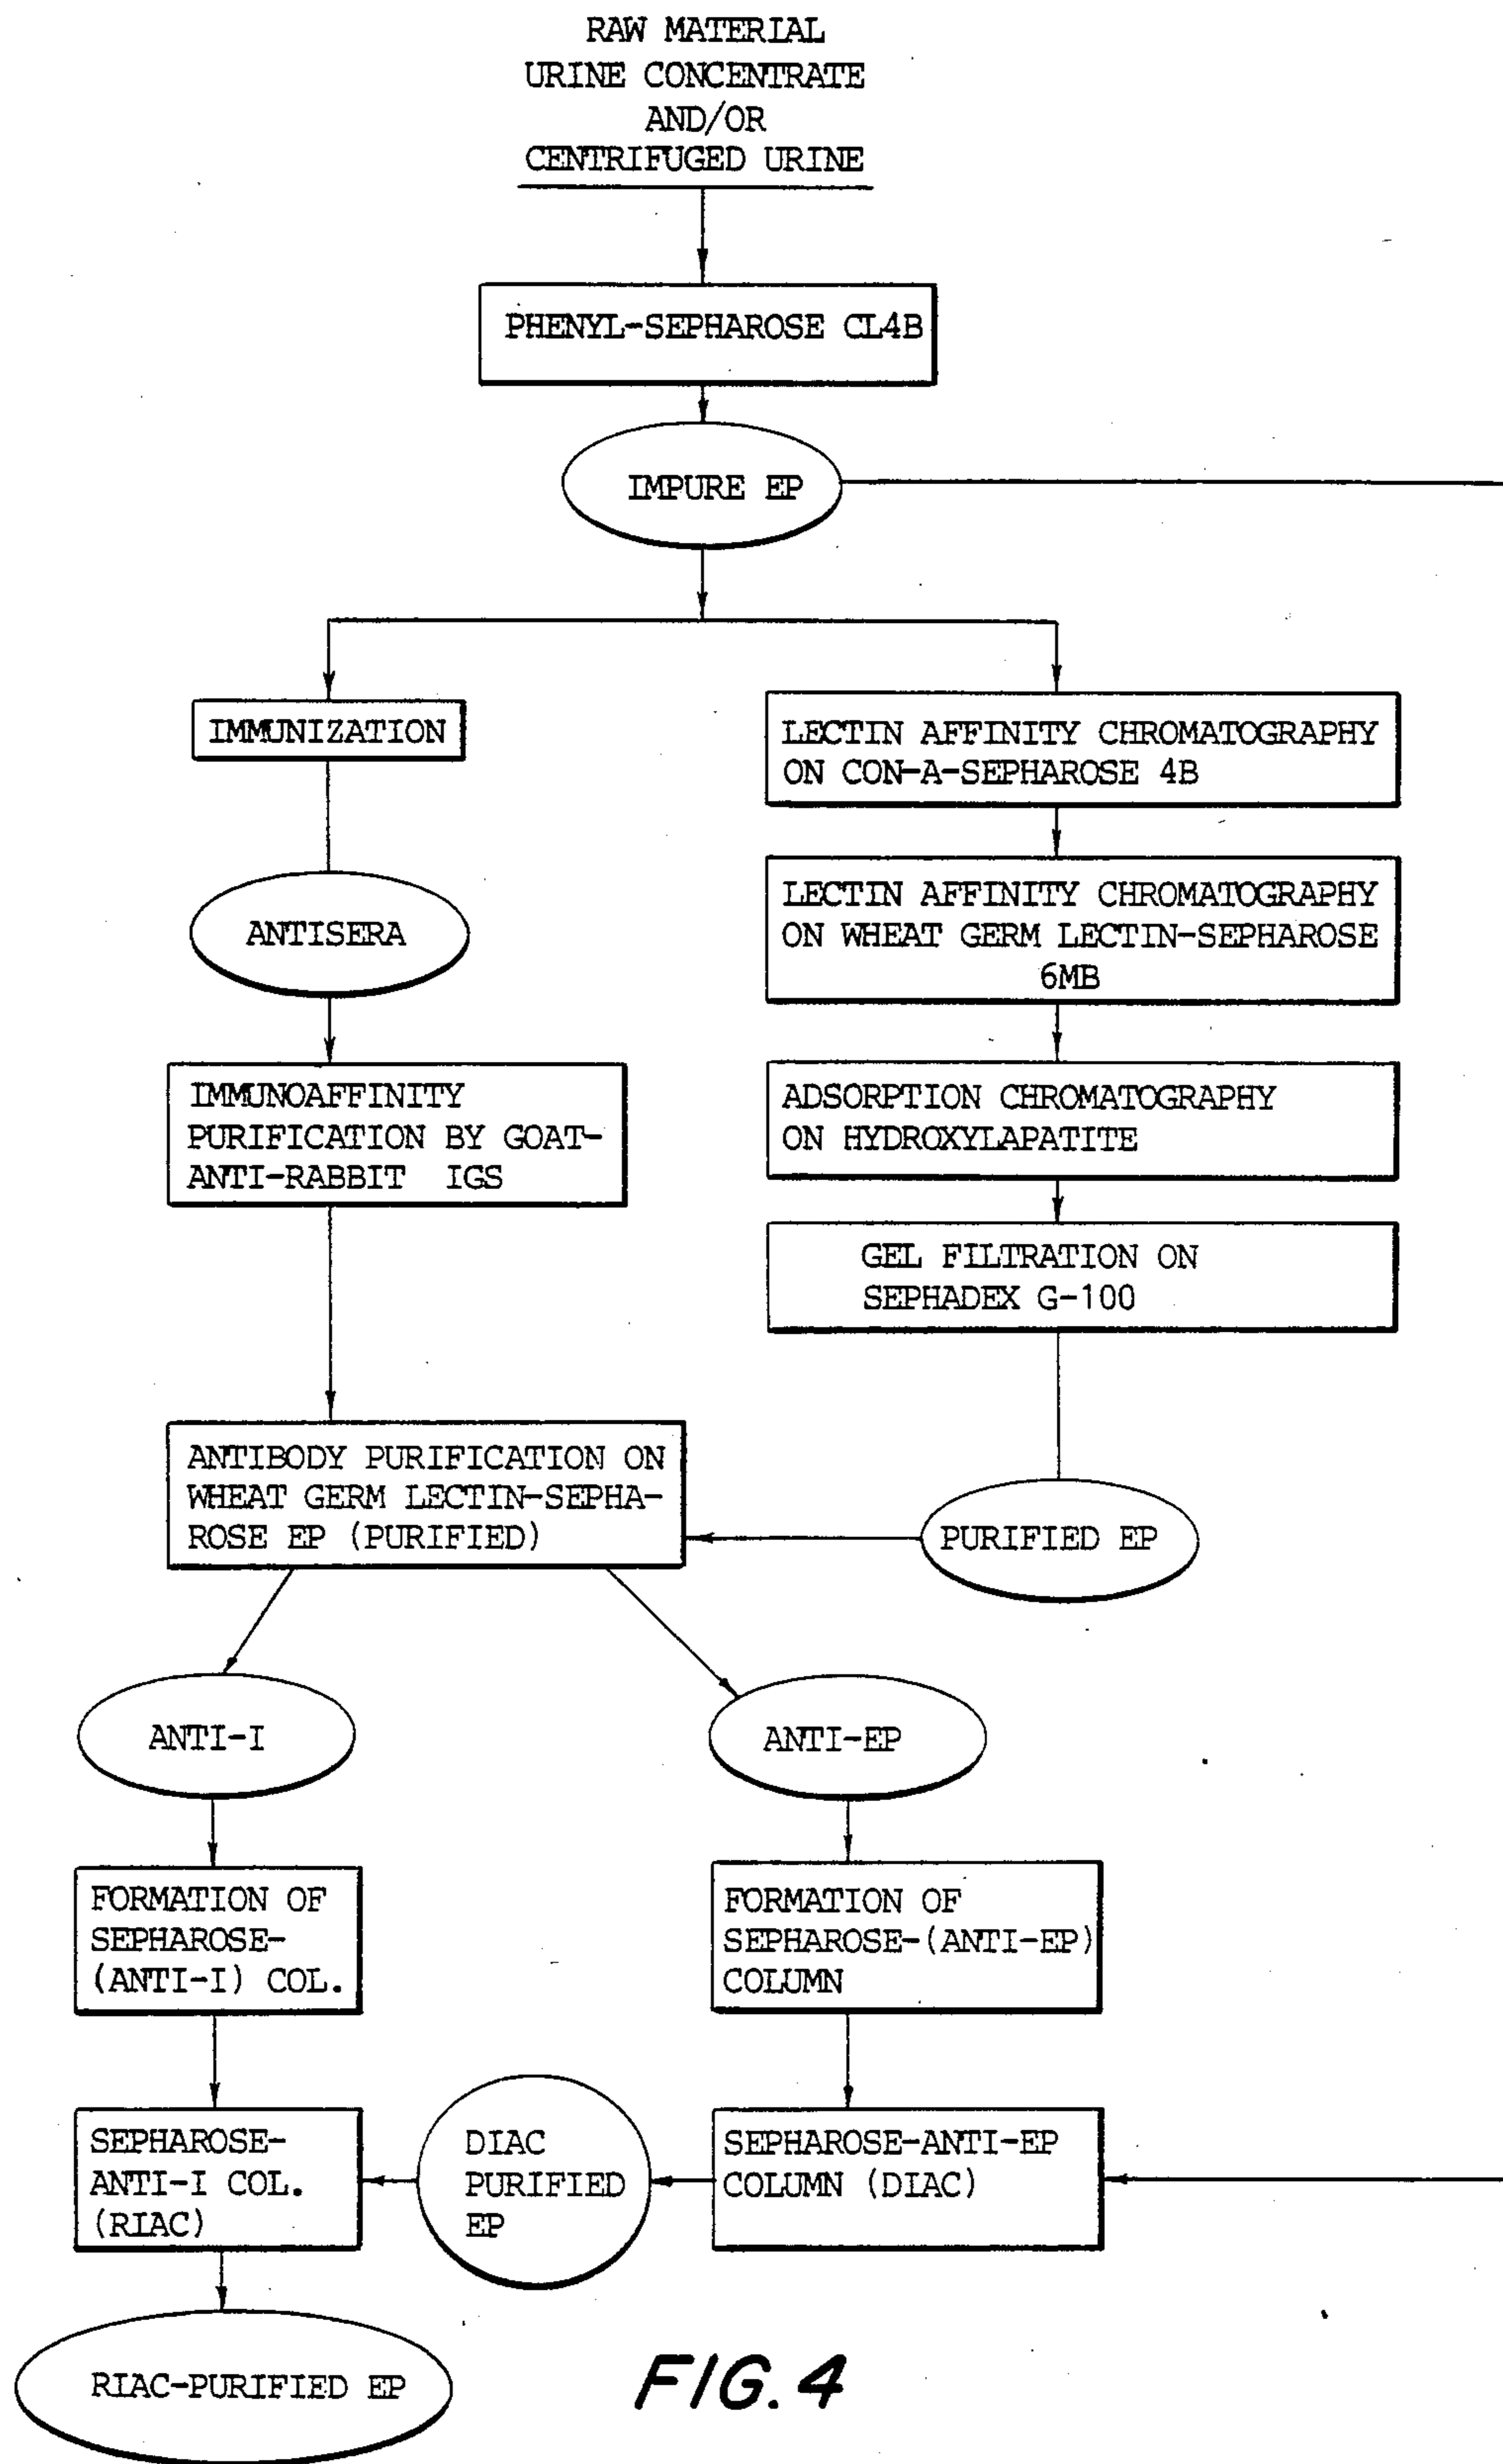 RAW MATERIAL
URINE CONCENTRATE
AND/OR
CENTRIFUGED URINE
PHENYL-SEPHAROSE CL4B
IMPURE EP
IMMUNIZATION
LECTIN AFFINITY CHROMATOGRAPHY
ON CON-A-SEPHAROSE 4B
LECTIN AFFINITY CHROMATOGRAPHY
ON WHEAT GERM LECTIN-SEPHAROSE
6MB
ANTISERA
IMMUNOAFFINITY
PURIFICATION BY GOAT-
ANTI-RABBIT IGS
ADSORPTION CHROMATOGRAPHY
ON HYDROXYLAPATITE
GEL FILTRATION ON
SEPHADEX G-100
ANTIBODY PURIFICATION ON
WHEAT GERM LECTIN-SEPHA-
ROSE EP (PURIFIED)
PURIFIED EP
ANTI-I
ANTI-EP
FORMATION OF
SEPHAROSE-
(ANTI-I) COL.
FORMATION OF
SEPHAROSE-(ANTI-EP)
COLUMN
SEPHAROSE-
ANTI-I COL.
(RIAC)
DIAC
PURIFIED
EP
SEPHAROSE-ANTI-EP
COLUMN (DIAC)
RIAC-PURIFIED EP
FIG. 4